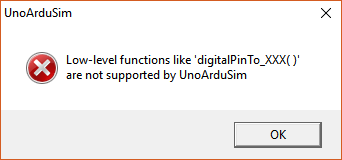 UnoArduSim
Low-level functions like 'digitalPinTo_XXX( )'
are not supported by UnoArduSim
OK